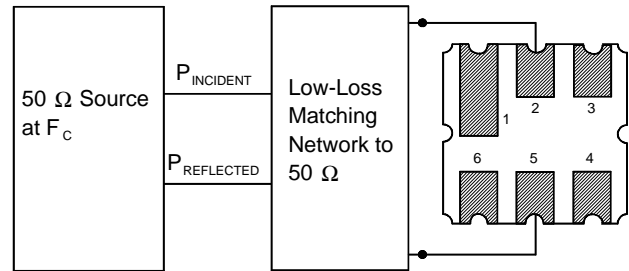 50 Ω Source
at F_C
P_INCIDENT
P_REFLECTED
Low-Loss
Matching
Network to
50 Ω
1
2
3
6
5
4